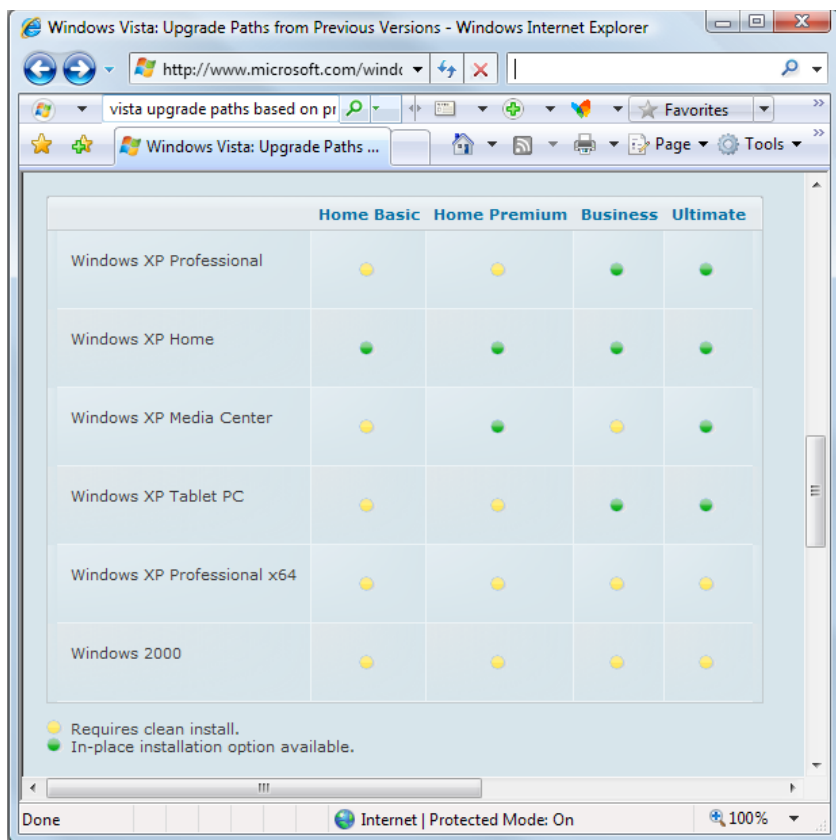 Windows Vista: Upgrade Paths from Previous Versions - Windows Internet Explorer
http://www.microsoft.com/windo
vista upgrade paths based on pr
Favorites
Windows Vista: Upgrade Paths ...
Page
Tools
Home Basic Home Premium Business Ultimate
Windows XP Professional
Windows XP Home
Windows XP Media Center
Windows XP Tablet PC
Windows XP Professional x64
Windows 2000
Requires clean install.
In-place installation option available.
Done Internet | Protected Mode: On 100%